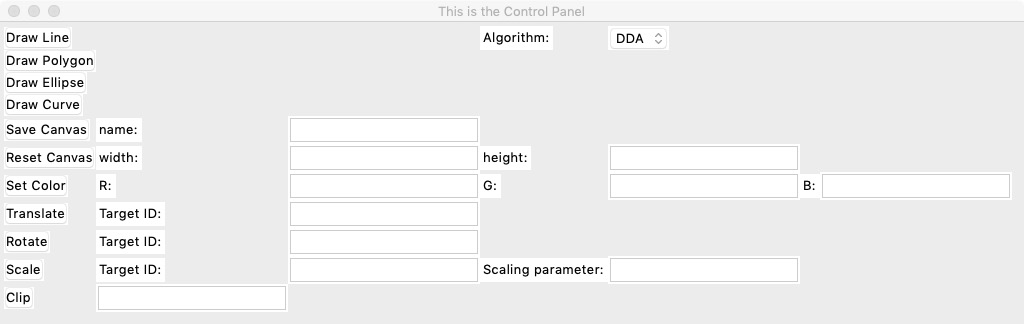 This is the Control Panel
Draw Line Algorithm: DDA
Draw Polygon
Draw Ellipse
Draw Curve
Save Canvas name:
Reset Canvas width: height:
Set Color R: G: B:
Translate Target ID:
Rotate Target ID:
Scale Target ID: Scaling parameter:
Clip